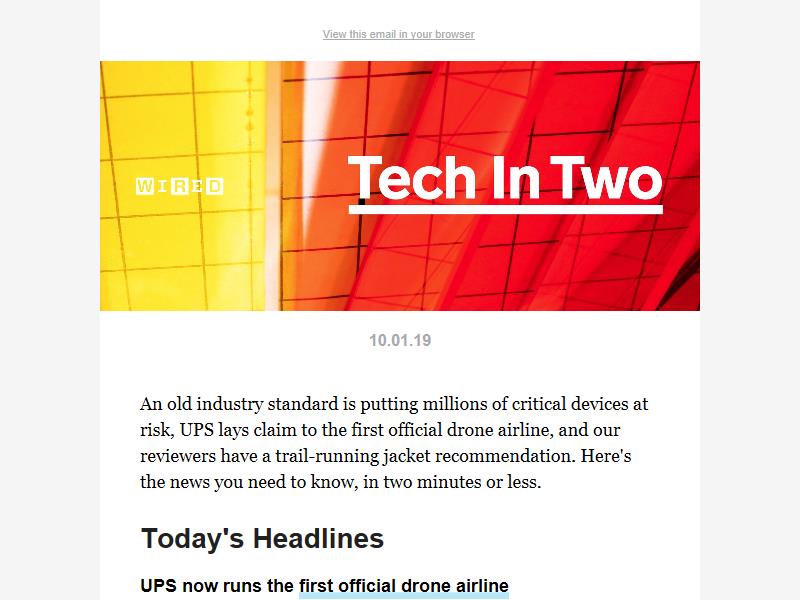 View this email in your browser
WIRED
Tech In Two
10.01.19
An old industry standard is putting millions of critical devices at
risk, UPS lays claim to the first official drone airline, and our
reviewers have a trail-running jacket recommendation. Here's
the news you need to know, in two minutes or less.
Today's Headlines
UPS now runs the first official drone airline